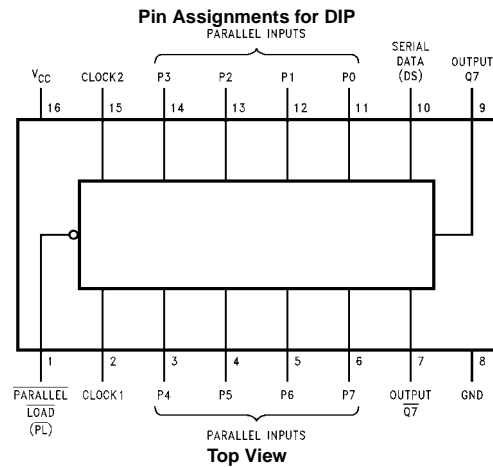 Pin Assignments for DIP
PARALLEL INPUTS
SERIAL
DATA
(DS)
OUTPUT
Q7
VCC CLOCK2 P3 P2 P1 P0
16 15 14 13 12 11 10 9
1 2 3 4 5 6 7 8
PARALLEL
LOAD
(PL)
CLOCK1 P4 P5 P6 P7 OUTPUT
Q7
GND
PARALLEL INPUTS
Top View